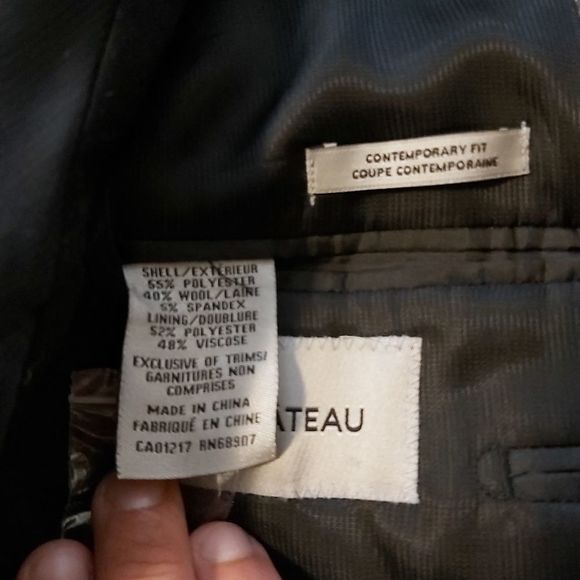 CONTEMPORARY FIT
COUPE CONTEMPORAINE
SHELL/EXTÉRIEUR
55% POLYESTER
40% WOOL/LAINE
5% SPANDEX
LINING/DOUBLURE
52% POLYESTER
48% VISCOSE
EXCLUSIVE OF TRIMS/
GARNITURES NON
COMPRISES
MADE IN CHINA
FABRIQUÉ EN CHINE
CA01217 RN68907
ATEAU